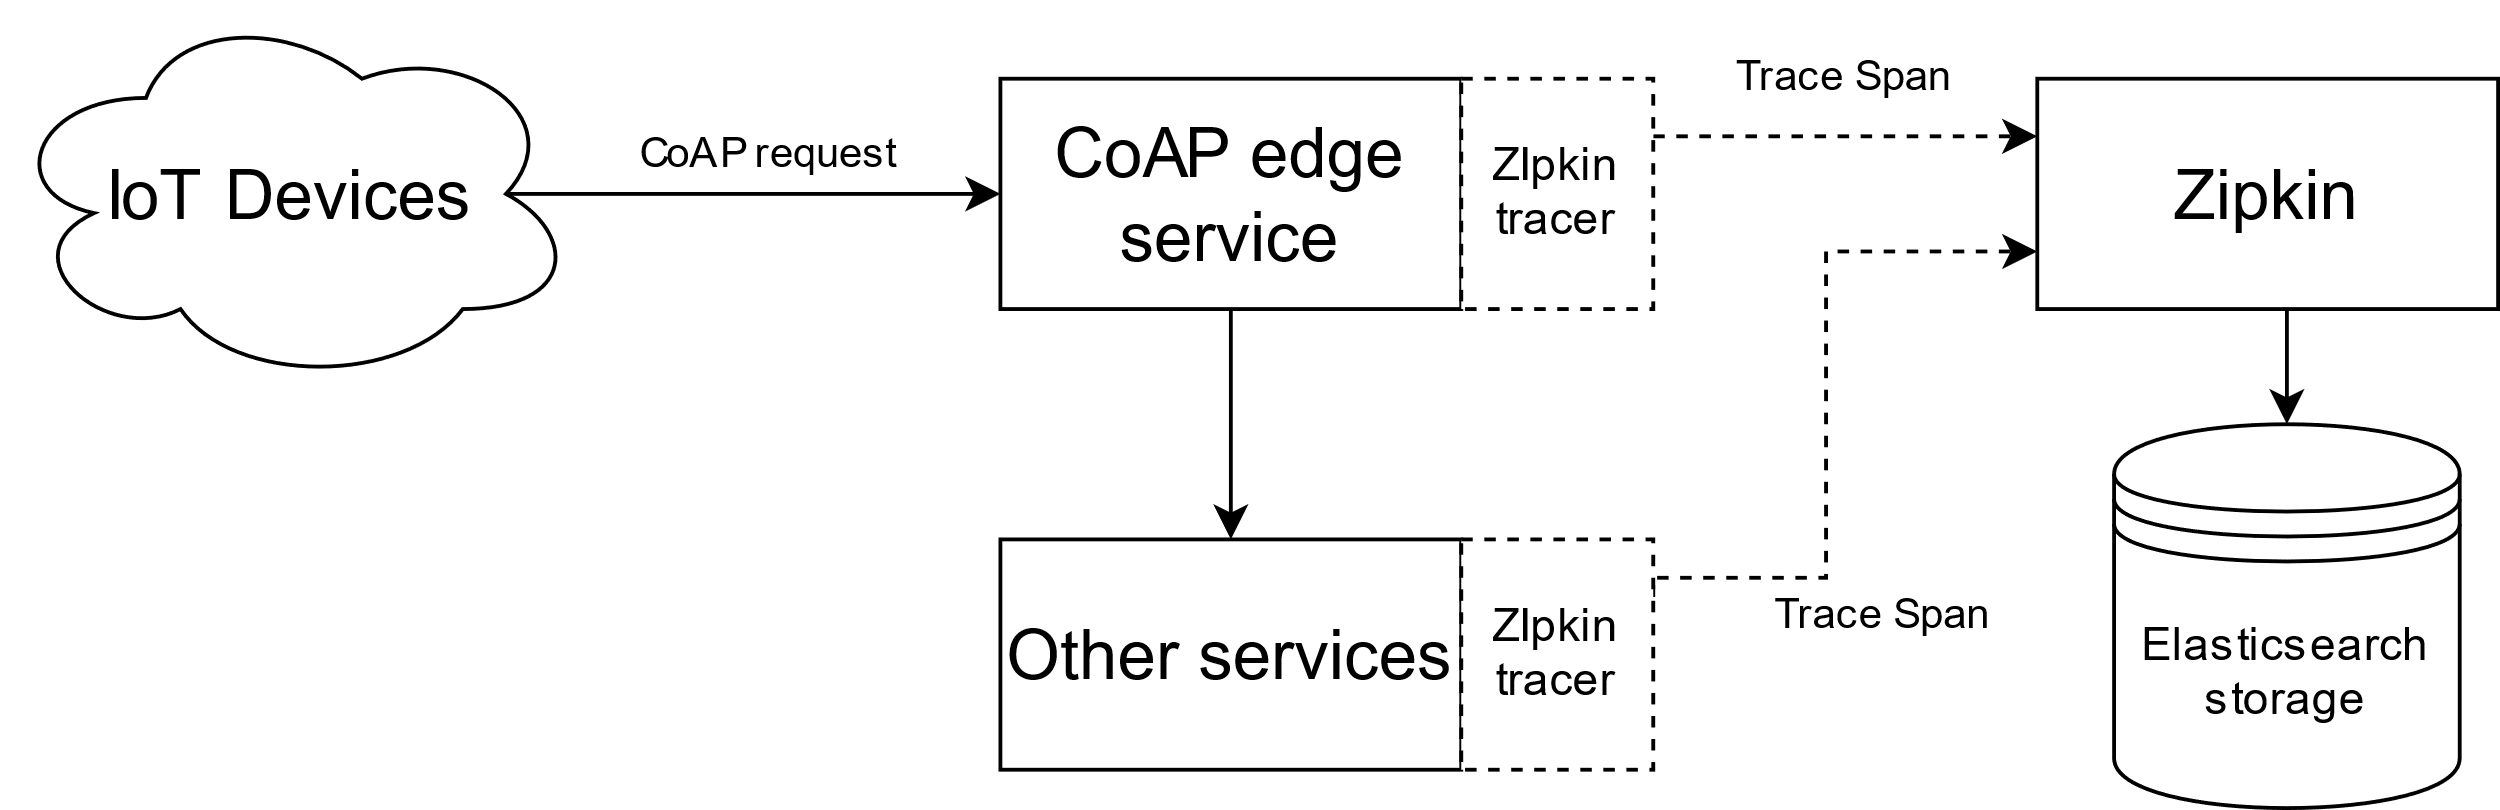 IoT Devices
CoAP request
CoAP edge
service
ZIpkin
tracer
Trace Span
Zipkin
Other services
ZIpkin
tracer
Trace Span
Elasticsearch
storage